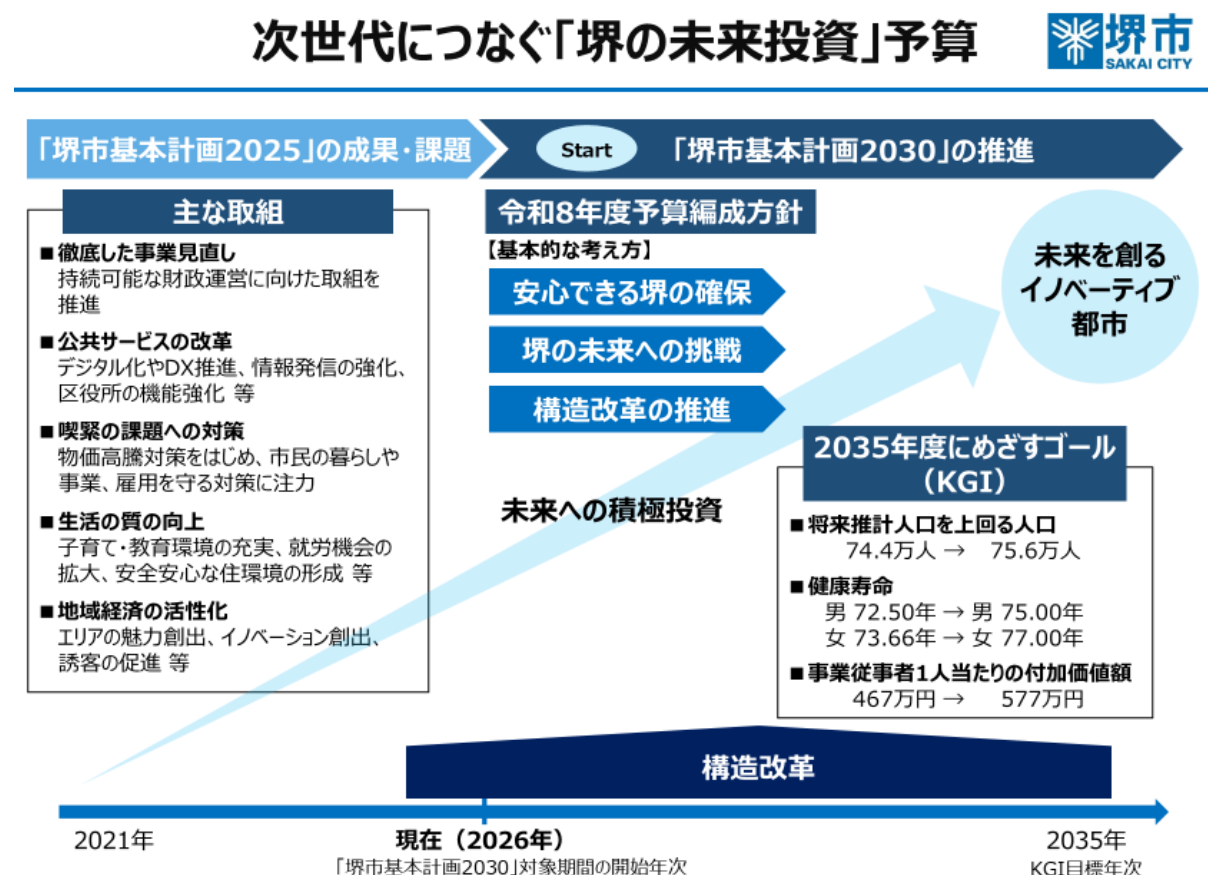 次世代につなぐ「堺の未来投資」予算
堺市
SAKAI CITY
「堺市基本計画2025」の成果・課題
Start
「堺市基本計画2030」の推進
主な取組
■徹底した事業見直し
持続可能な財政運営に向けた取組を
推進
■公共サービスの改革
デジタル化やDX推進、情報発信の強化、
区役所の機能強化 等
■喫緊の課題への対策
物価高騰対策をはじめ、市民の暮らしや
事業、雇用を守る対策に注力
■生活の質の向上
子育て・教育環境の充実、就労機会の
拡大、安全安心な住環境の形成 等
■地域経済の活性化
エリアの魅力創出、イノベーション創出、
誘客の促進 等
令和8年度予算編成方針
【基本的な考え方】
安心できる堺の確保
堺の未来への挑戦
構造改革の推進
未来への積極投資
未来を創る
イノベーティブ
都市
2035年度にめざすゴール
（KGI）
■将来推計人口を上回る人口
74.4万人 → 75.6万人
■健康寿命
男 72.50年 → 男 75.00年
女 73.66年 → 女 77.00年
■事業従事者1人当たりの付加価値額
467万円 → 577万円
構造改革
2021年
現在（2026年）
「堺市基本計画2030」対象期間の開始年次
2035年
KGI目標年次